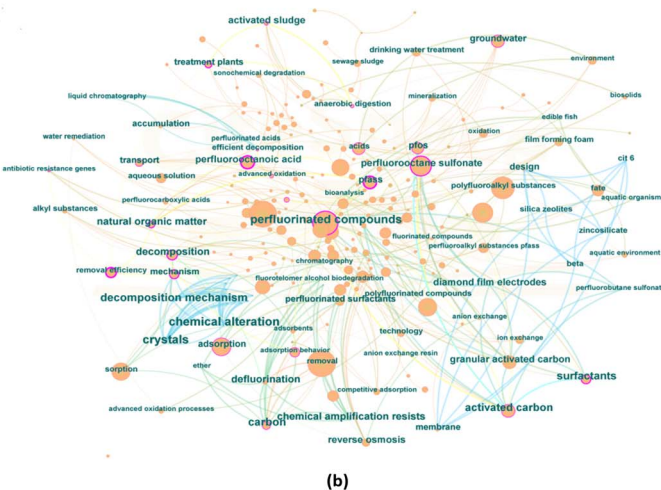 activated sludge
groundwater
drinking water treatment
treatment plants
sewage sludge
environment
sonochemical degradation
liquid chromatography
mineralization
biosolids
anaerobic digestion
accumulation
edible fish
oxidation
water remediation
perfluorinated acids
film forming foam
efficient decomposition
acids
pfos
cit 6
transport
perfluorooctanoic acid
perfluorooctane sulfonate
design
antibiotic resistance genes
advanced oxidation
aqueous solution
pfass
polyfluoroalkyl substances
fate
bioanalysis
aquatic organism
perfluorocarboxylic acids
alkyl substances
silica zeolites
natural organic matter
perfluorinated compounds
zincosilicate
fluorinated compounds
perfluoroalkyl substances pfass
decomposition
aquatic environment
chromatography
beta
removal efficiency
mechanism
fluorotelomer alcohol biodegradation
diamond film electrodes
perfluorobutane sulfonat
polyfluorinated compounds
decomposition mechanism
perfluorinated surfactants
anion exchange
chemical alteration
adsorbents
technology
crystals
adsorption
ion exchange
adsorption behavior
anion exchange resin
removal
granular activated carbon
ether
sorption
defluorination
surfactants
competitive adsorption
advanced oxidation processes
activated carbon
chemical amplification resists
carbon
membrane
reverse osmosis
(b)